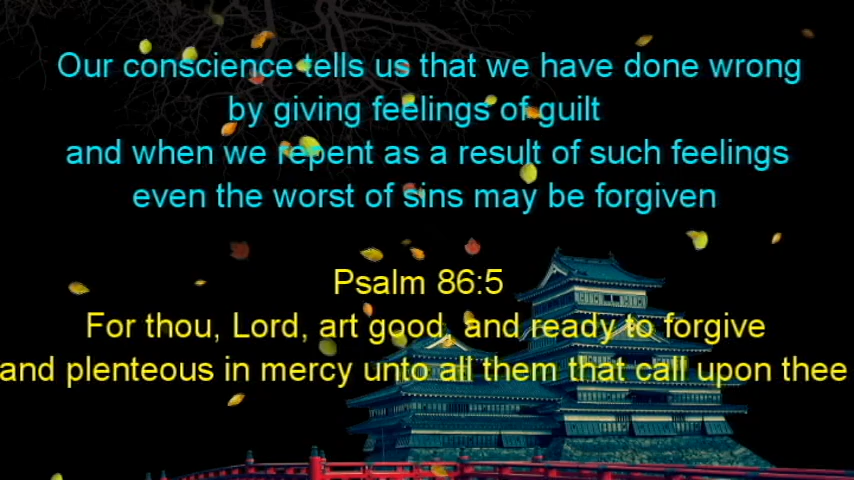 Our conscience tells us that we have done wrong
by giving feelings of guilt
and when we repent as a result of such feelings
even the worst of sins may be forgiven
Psalm 86:5
For thou, Lord, art good, and ready to forgive
and plenteous in mercy unto all them that call upon thee